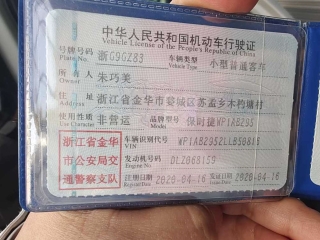 中华人民共和国机动车行驶证
Vehicle License of the People's Republic of China
号牌号码 浙G9GZ83 车辆类型 小型普通客车
Plate No. Vehicle Type
所有人 朱巧美
Owner
住址 浙江省金华市婺城区苏孟乡木杓塘村
Address
使用性质 非营运 品牌型号 保时捷WP1AB295
Use Character Model
浙江省金华市公安局交通警察支队
车辆识别代号
VIN
发动机号码
Engine No.
注册日期 2020-04-16 发证日期 2020-04-16
Register Date Issue Date